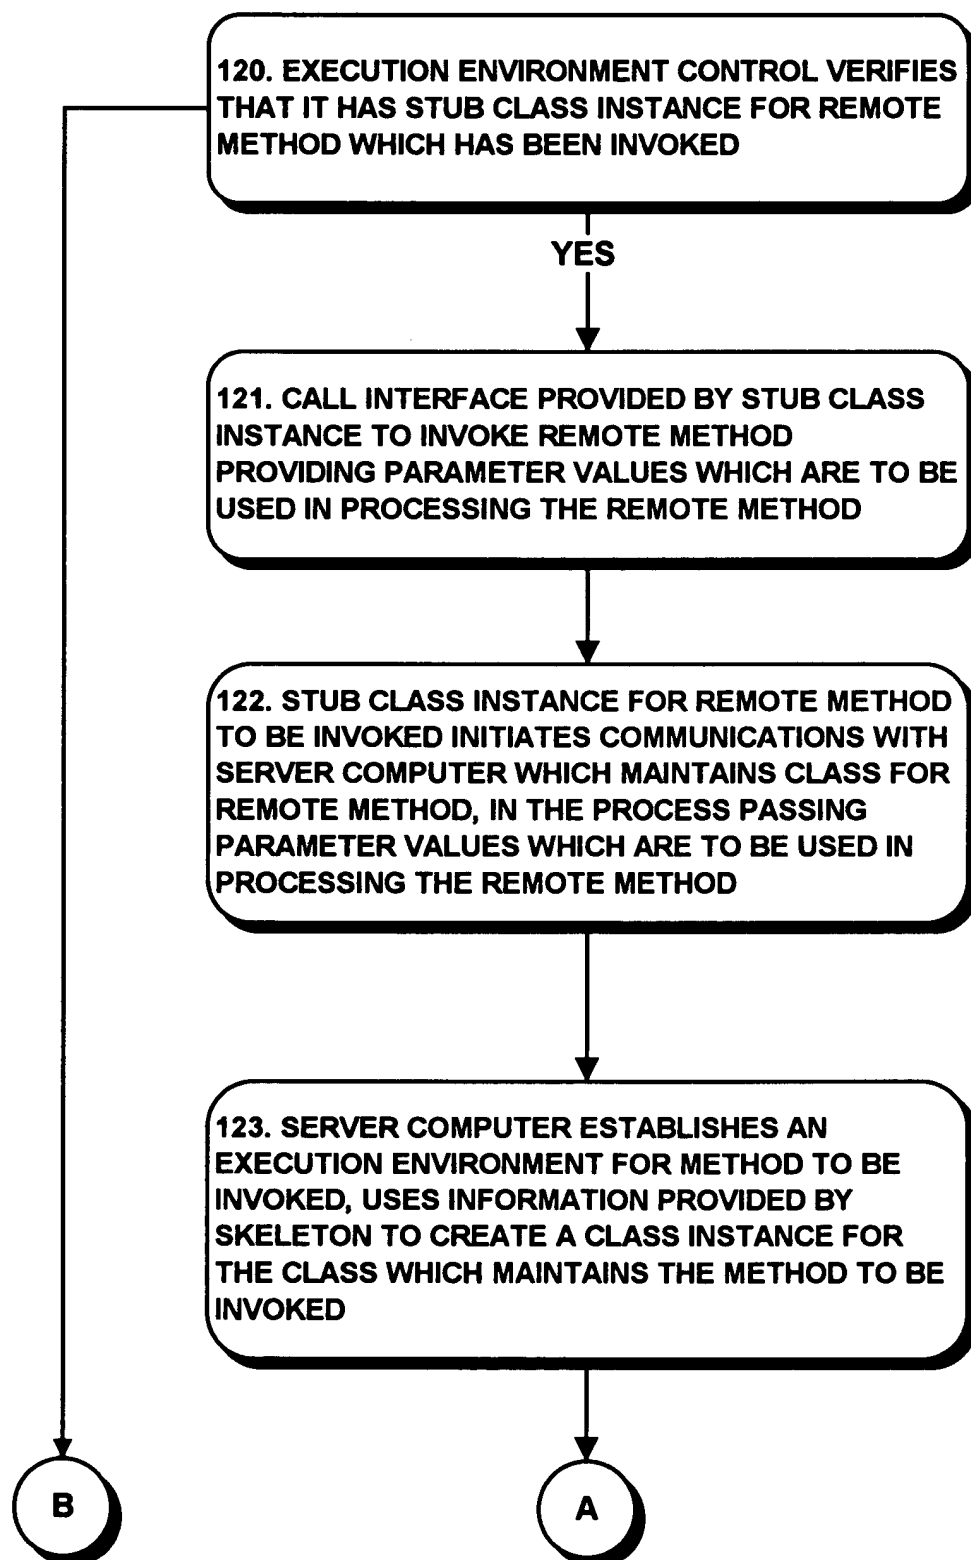 120. EXECUTION ENVIRONMENT CONTROL VERIFIES
THAT IT HAS STUB CLASS INSTANCE FOR REMOTE
METHOD WHICH HAS BEEN INVOKED
YES
121. CALL INTERFACE PROVIDED BY STUB CLASS
INSTANCE TO INVOKE REMOTE METHOD
PROVIDING PARAMETER VALUES WHICH ARE TO BE
USED IN PROCESSING THE REMOTE METHOD
122. STUB CLASS INSTANCE FOR REMOTE METHOD
TO BE INVOKED INITIATES COMMUNICATIONS WITH
SERVER COMPUTER WHICH MAINTAINS CLASS FOR
REMOTE METHOD, IN THE PROCESS PASSING
PARAMETER VALUES WHICH ARE TO BE USED IN
PROCESSING THE REMOTE METHOD
123. SERVER COMPUTER ESTABLISHES AN
EXECUTION ENVIRONMENT FOR METHOD TO BE
INVOKED, USES INFORMATION PROVIDED BY
SKELETON TO CREATE A CLASS INSTANCE FOR
THE CLASS WHICH MAINTAINS THE METHOD TO BE
INVOKED
B
A